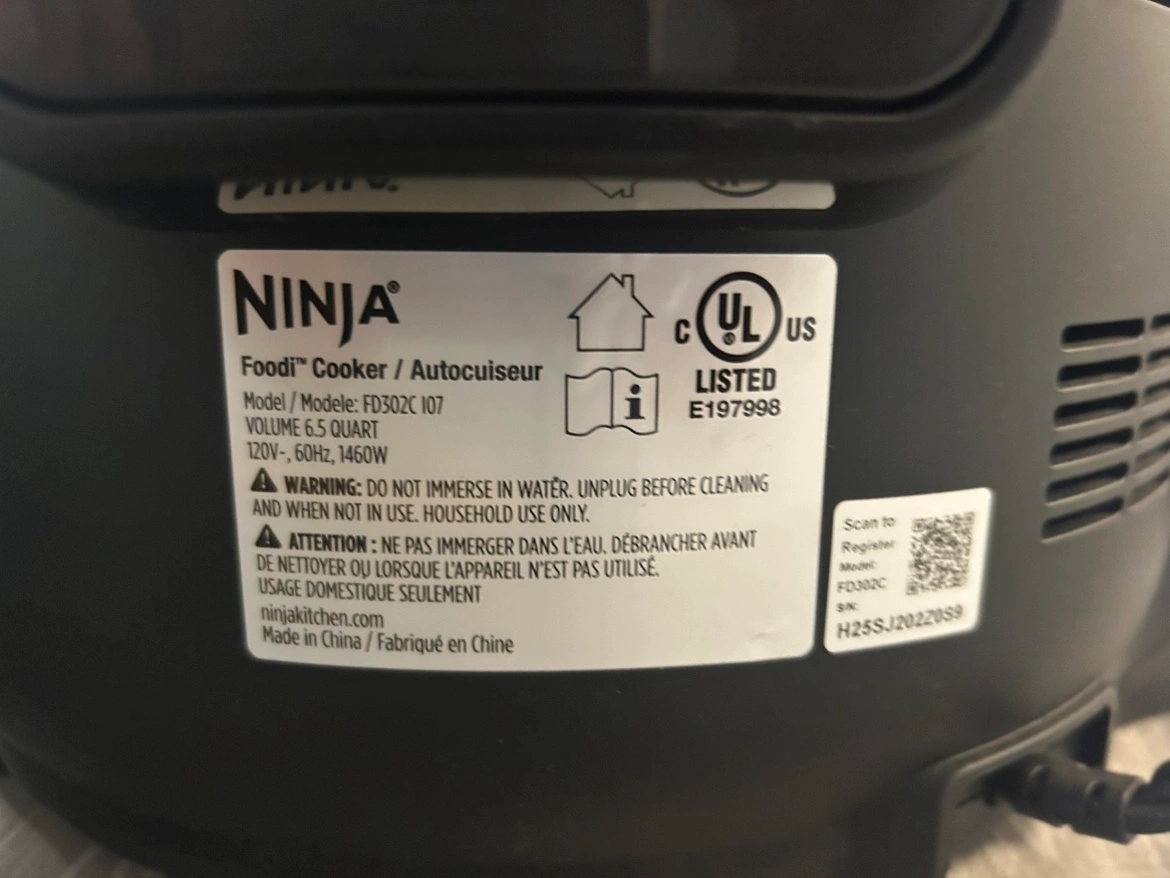 NINJA®
Foodi™ Cooker / Autocuiseur
Model / Modele: FD302C 107
VOLUME 6.5 QUART
120V~, 60Hz, 1460W
C UL® US
LISTED
E197998
WARNING: DO NOT IMMERSE IN WATER. UNPLUG BEFORE CLEANING
AND WHEN NOT IN USE. HOUSEHOLD USE ONLY.
ATTENTION : NE PAS IMMERGER DANS L'EAU. DÉBRANCHER AVANT
DE NETTOYER OU LORSQUE L'APPAREIL N'EST PAS UTILISÉ.
USAGE DOMESTIQUE SEULEMENT
ninjakitchen.com
Made in China / Fabriqué en Chine
Scan to
Register
Model:
FD302C
S/N:
H25SJ202Z0S9